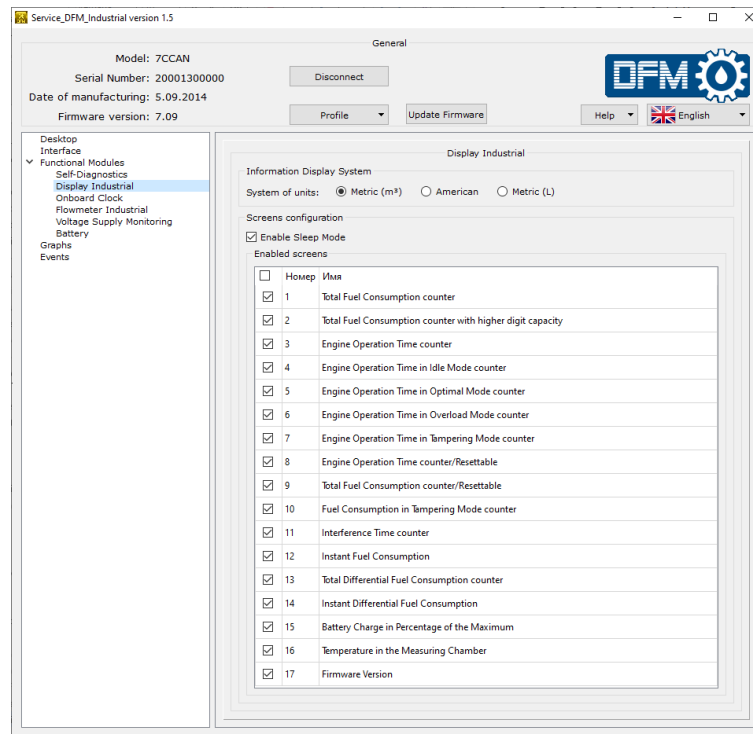 Service_DFM_Industrial version 1.5
General
Model: 7CCAN
Serial Number: 20001300000
Disconnect
DFM
Date of manufacturing: 5.09.2014
Firmware version: 7.09
Profile
Update Firmware
Help
English
Desktop
Interface
Functional Modules
Self-Diagnostics
Display Industrial
Onboard Clock
Flowmeter Industrial
Voltage Supply Monitoring
Battery
Graphs
Events
Display Industrial
Information Display System
System of units: Metric (m³) American Metric (L)
Screens configuration
Enable Sleep Mode
Enabled screens
Номер Имя
1 Total Fuel Consumption counter
2 Total Fuel Consumption counter with higher digit capacity
3 Engine Operation Time counter
4 Engine Operation Time in Idle Mode counter
5 Engine Operation Time in Optimal Mode counter
6 Engine Operation Time in Overload Mode counter
7 Engine Operation Time in Tampering Mode counter
8 Engine Operation Time counter/Resettable
9 Total Fuel Consumption counter/Resettable
10 Fuel Consumption in Tampering Mode counter
11 Interference Time counter
12 Instant Fuel Consumption
13 Total Differential Fuel Consumption counter
14 Instant Differential Fuel Consumption
15 Battery Charge in Percentage of the Maximum
16 Temperature in the Measuring Chamber
17 Firmware Version